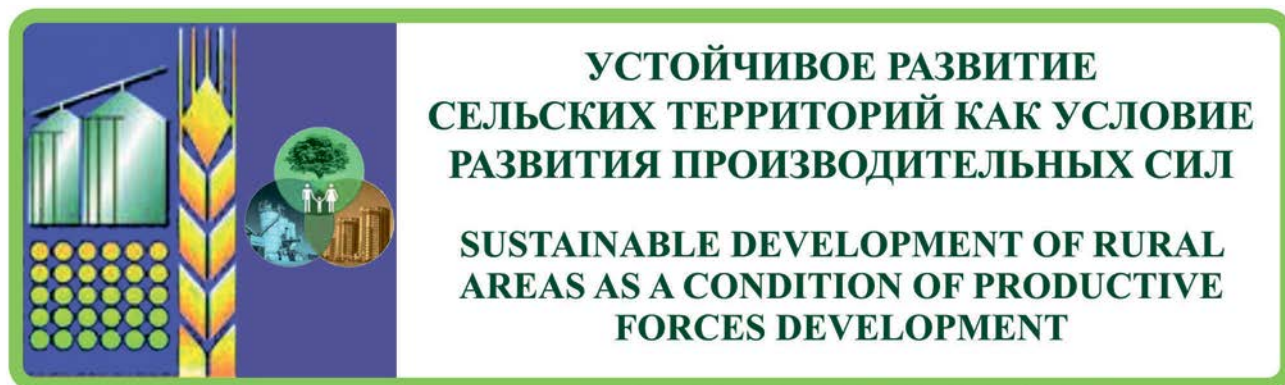 УСТОЙЧИВОЕ РАЗВИТИЕ
СЕЛЬСКИХ ТЕРРИТОРИЙ КАК УСЛОВИЕ
РАЗВИТИЯ ПРОИЗВОДИТЕЛЬНЫХ СИЛ
SUSTAINABLE DEVELOPMENT OF RURAL
AREAS AS A CONDITION OF PRODUCTIVE
FORCES DEVELOPMENT